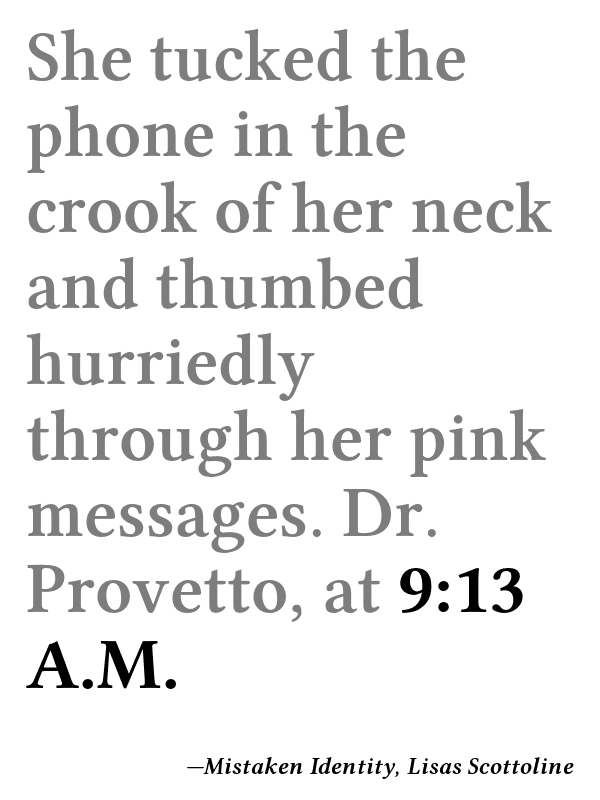 She tucked the
phone in the
crook of her neck
and thumbed
hurriedly
through her pink
messages. Dr.
Provetto, at 9:13
A.M.
—Mistaken Identity, Lisas Scottoline